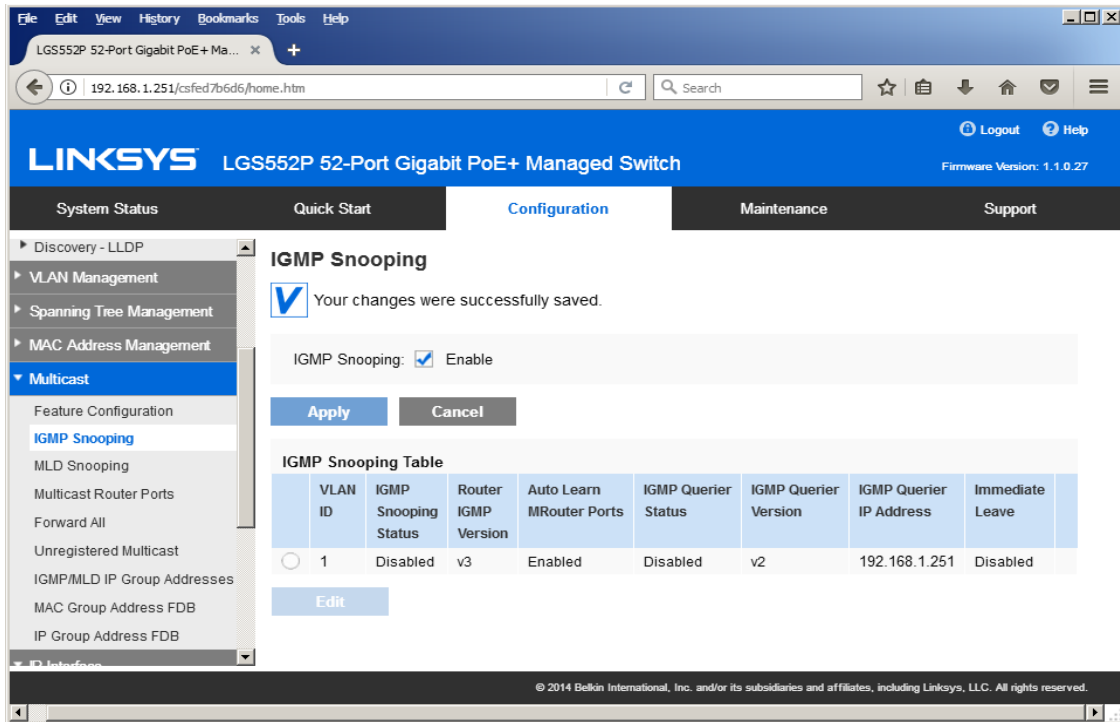 File Edit View History Bookmarks Tools Help
LGS552P 52-Port Gigabit PoE+ Ma...
192.168.1.251/csfed7b6d6/home.htm
Search
Logout Help
LINKSYS LGS552P 52-Port Gigabit PoE+ Managed Switch
Firmware Version: 1.1.0.27
System Status Quick Start Configuration Maintenance Support
Discovery - LLDP
VLAN Management
Spanning Tree Management
MAC Address Management
Multicast
Feature Configuration
IGMP Snooping
MLD Snooping
Multicast Router Ports
Forward All
Unregistered Multicast
IGMP/MLD IP Group Addresses
MAC Group Address FDB
IP Group Address FDB
IP Interface
IGMP Snooping
Your changes were successfully saved.
IGMP Snooping: Enable
Apply Cancel
IGMP Snooping Table
VLAN ID IGMP Snooping Status Router IGMP Version Auto Learn MRouter Ports IGMP Querier Status IGMP Querier Version IGMP Querier IP Address Immediate Leave
1 Disabled v3 Enabled Disabled v2 192.168.1.251 Disabled
Edit
© 2014 Belkin International, Inc. and/or its subsidiaries and affiliates, including Linksys, LLC. All rights reserved.